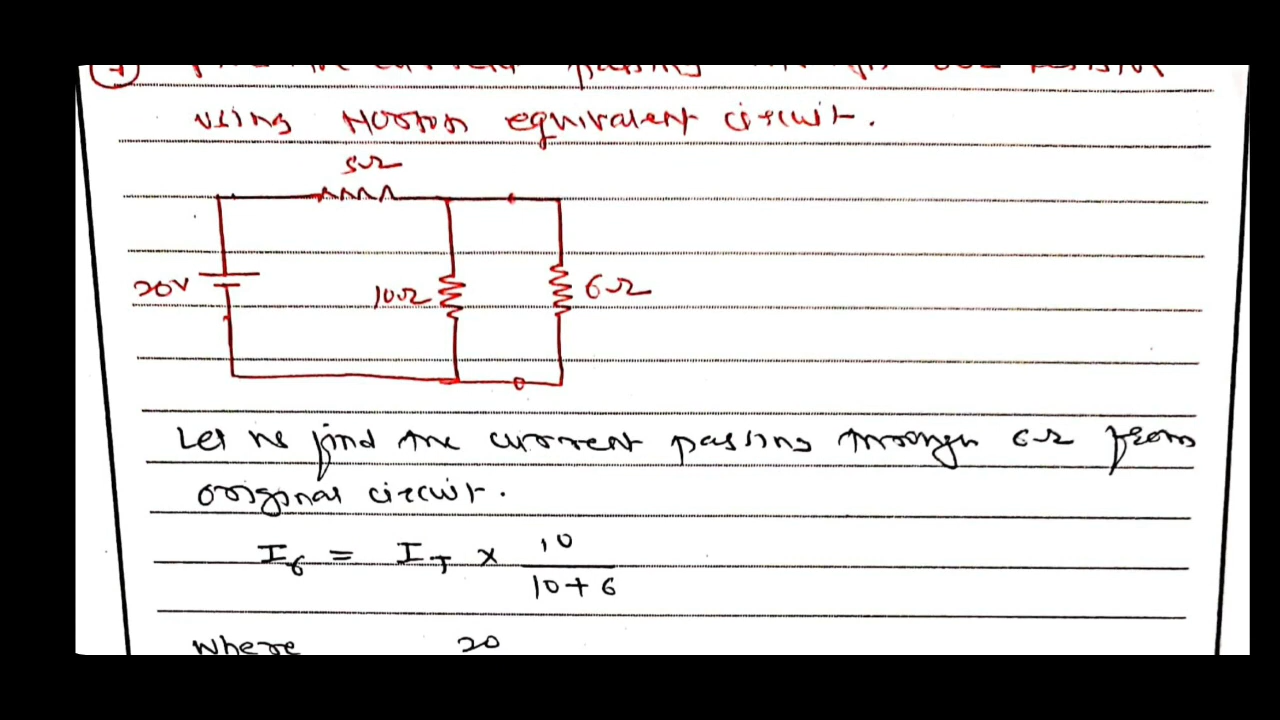 using Norton equivalent circuit.
5Ω
20V
10Ω
6Ω
Let us find the current passing through 6Ω from
original circuit.
I6 = IT × 10
10+6
where 20